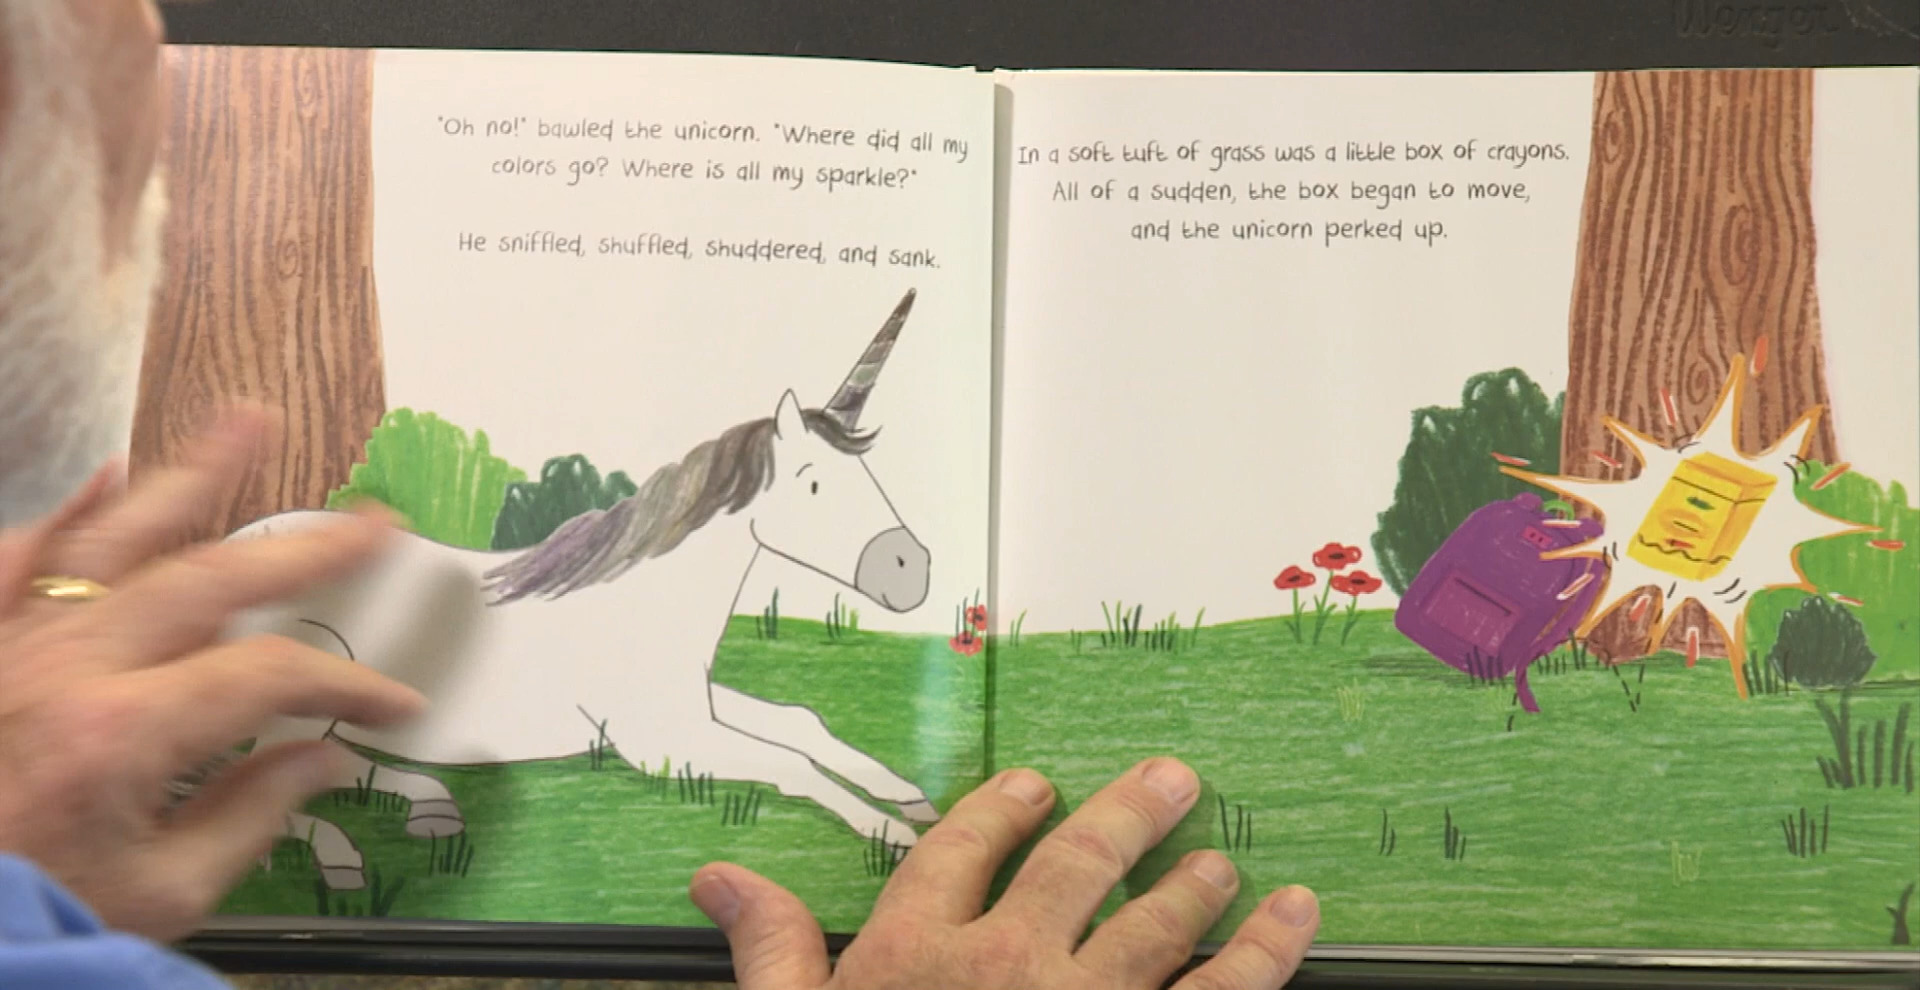 "Oh no!" bawled the unicorn. "Where did all my
colors go? Where is all my sparkle?"
He sniffled, shuffled, shuddered, and sank.
In a soft tuft of grass was a little box of crayons.
All of a sudden, the box began to move,
and the unicorn perked up.